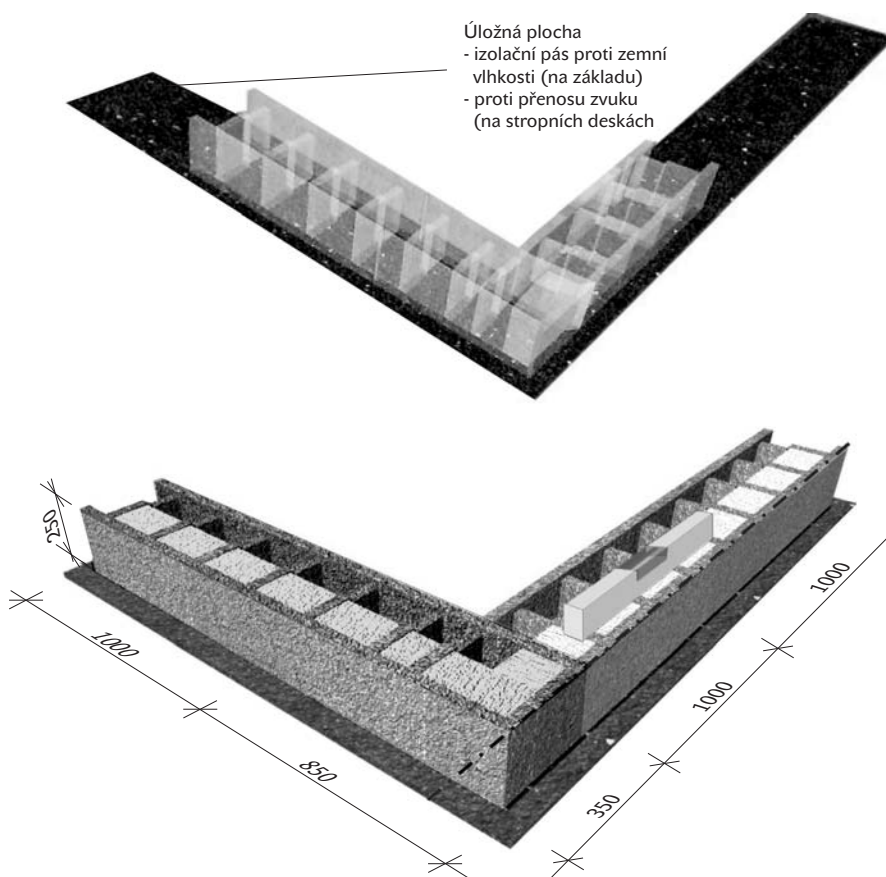 Úložná plocha
- izolační pás proti zemní
vlhkosti (na základu)
- proti přenosu zvuku
(na stropních deskách
250
1000
850
350
1000
1000